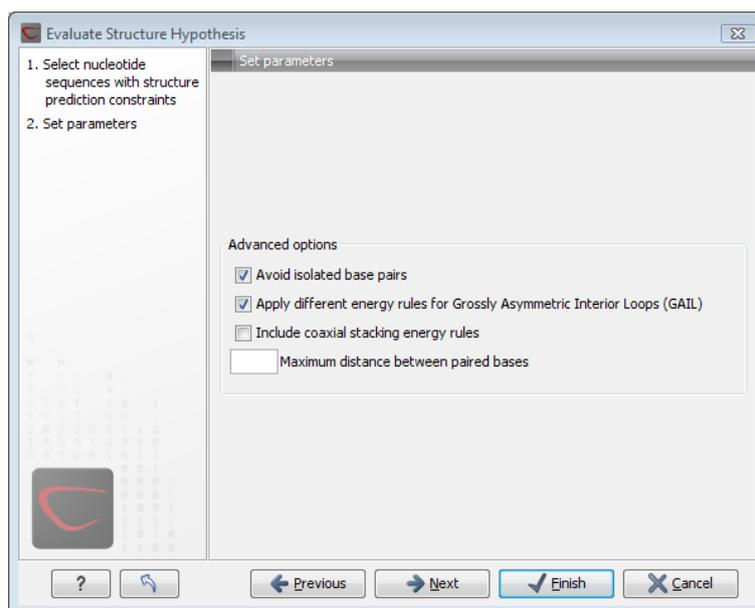 Evaluate Structure Hypothesis
1. Select nucleotide
sequences with structure
prediction constraints
2. Set parameters
Set parameters
Advanced options
Avoid isolated base pairs
Apply different energy rules for Grossly Asymmetric Interior Loops (GAIL)
Include coaxial stacking energy rules
Maximum distance between paired bases
?
Previous
Next
Finish
Cancel